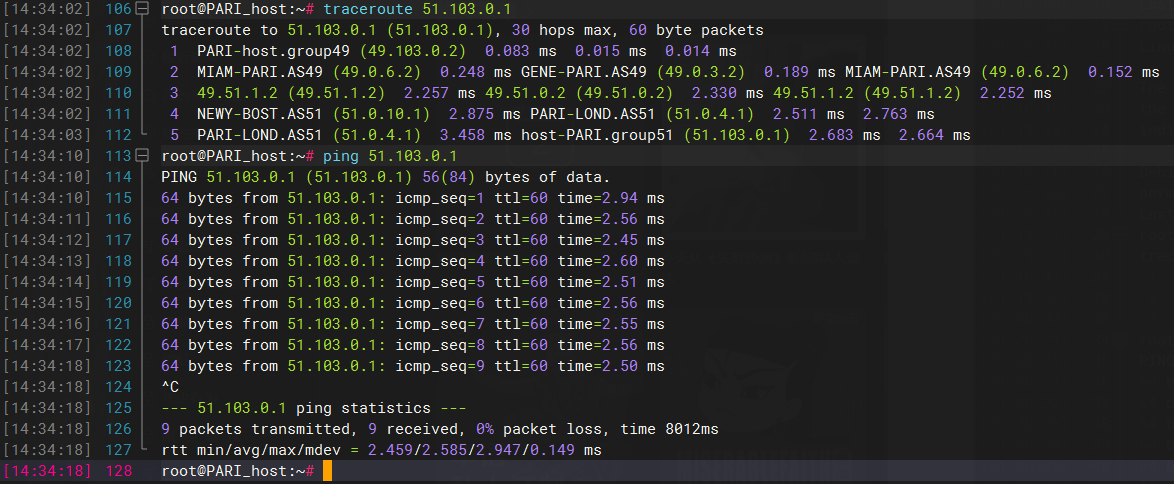 [14:34:02] 106 root@PARI_host:~# traceroute 51.103.0.1
[14:34:02] 107 traceroute to 51.103.0.1 (51.103.0.1), 30 hops max, 60 byte packets
[14:34:02] 108  1  PARI-host.group49 (49.103.0.2)  0.083 ms  0.015 ms  0.014 ms
[14:34:02] 109  2  MIAM-PARI.AS49 (49.0.6.2)  0.248 ms GENE-PARI.AS49 (49.0.3.2)  0.189 ms MIAM-PARI.AS49 (49.0.6.2)  0.152 ms
[14:34:02] 110  3  49.51.1.2 (49.51.1.2)  2.257 ms 49.51.0.2 (49.51.0.2)  2.330 ms 49.51.1.2 (49.51.1.2)  2.252 ms
[14:34:02] 111  4  NEWY-BOST.AS51 (51.0.10.1)  2.875 ms PARI-LOND.AS51 (51.0.4.1)  2.511 ms  2.763 ms
[14:34:03] 112  5  PARI-LOND.AS51 (51.0.4.1)  3.458 ms host-PARI.group51 (51.103.0.1)  2.683 ms  2.664 ms
[14:34:10] 113 root@PARI_host:~# ping 51.103.0.1
[14:34:10] 114 PING 51.103.0.1 (51.103.0.1) 56(84) bytes of data.
[14:34:10] 115 64 bytes from 51.103.0.1: icmp_seq=1 ttl=60 time=2.94 ms
[14:34:11] 116 64 bytes from 51.103.0.1: icmp_seq=2 ttl=60 time=2.56 ms
[14:34:12] 117 64 bytes from 51.103.0.1: icmp_seq=3 ttl=60 time=2.45 ms
[14:34:13] 118 64 bytes from 51.103.0.1: icmp_seq=4 ttl=60 time=2.60 ms
[14:34:14] 119 64 bytes from 51.103.0.1: icmp_seq=5 ttl=60 time=2.51 ms
[14:34:15] 120 64 bytes from 51.103.0.1: icmp_seq=6 ttl=60 time=2.56 ms
[14:34:16] 121 64 bytes from 51.103.0.1: icmp_seq=7 ttl=60 time=2.55 ms
[14:34:17] 122 64 bytes from 51.103.0.1: icmp_seq=8 ttl=60 time=2.56 ms
[14:34:18] 123 64 bytes from 51.103.0.1: icmp_seq=9 ttl=60 time=2.50 ms
[14:34:18] 124 ^C
[14:34:18] 125 --- 51.103.0.1 ping statistics ---
[14:34:18] 126 9 packets transmitted, 9 received, 0% packet loss, time 8012ms
[14:34:18] 127 rtt min/avg/max/mdev = 2.459/2.585/2.947/0.149 ms
[14:34:18] 128 root@PARI_host:~#